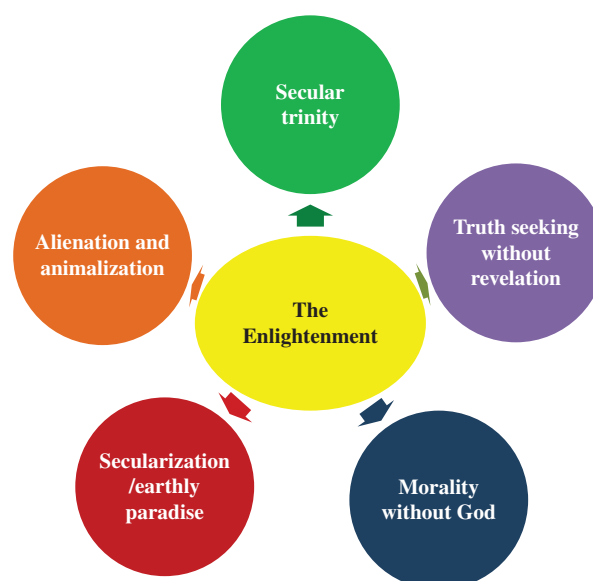 Secular
trinity
Alienation and
animalization
Truth seeking
without
revelation
The
Enlightenment
Secularization
/earthly
paradise
Morality
without God